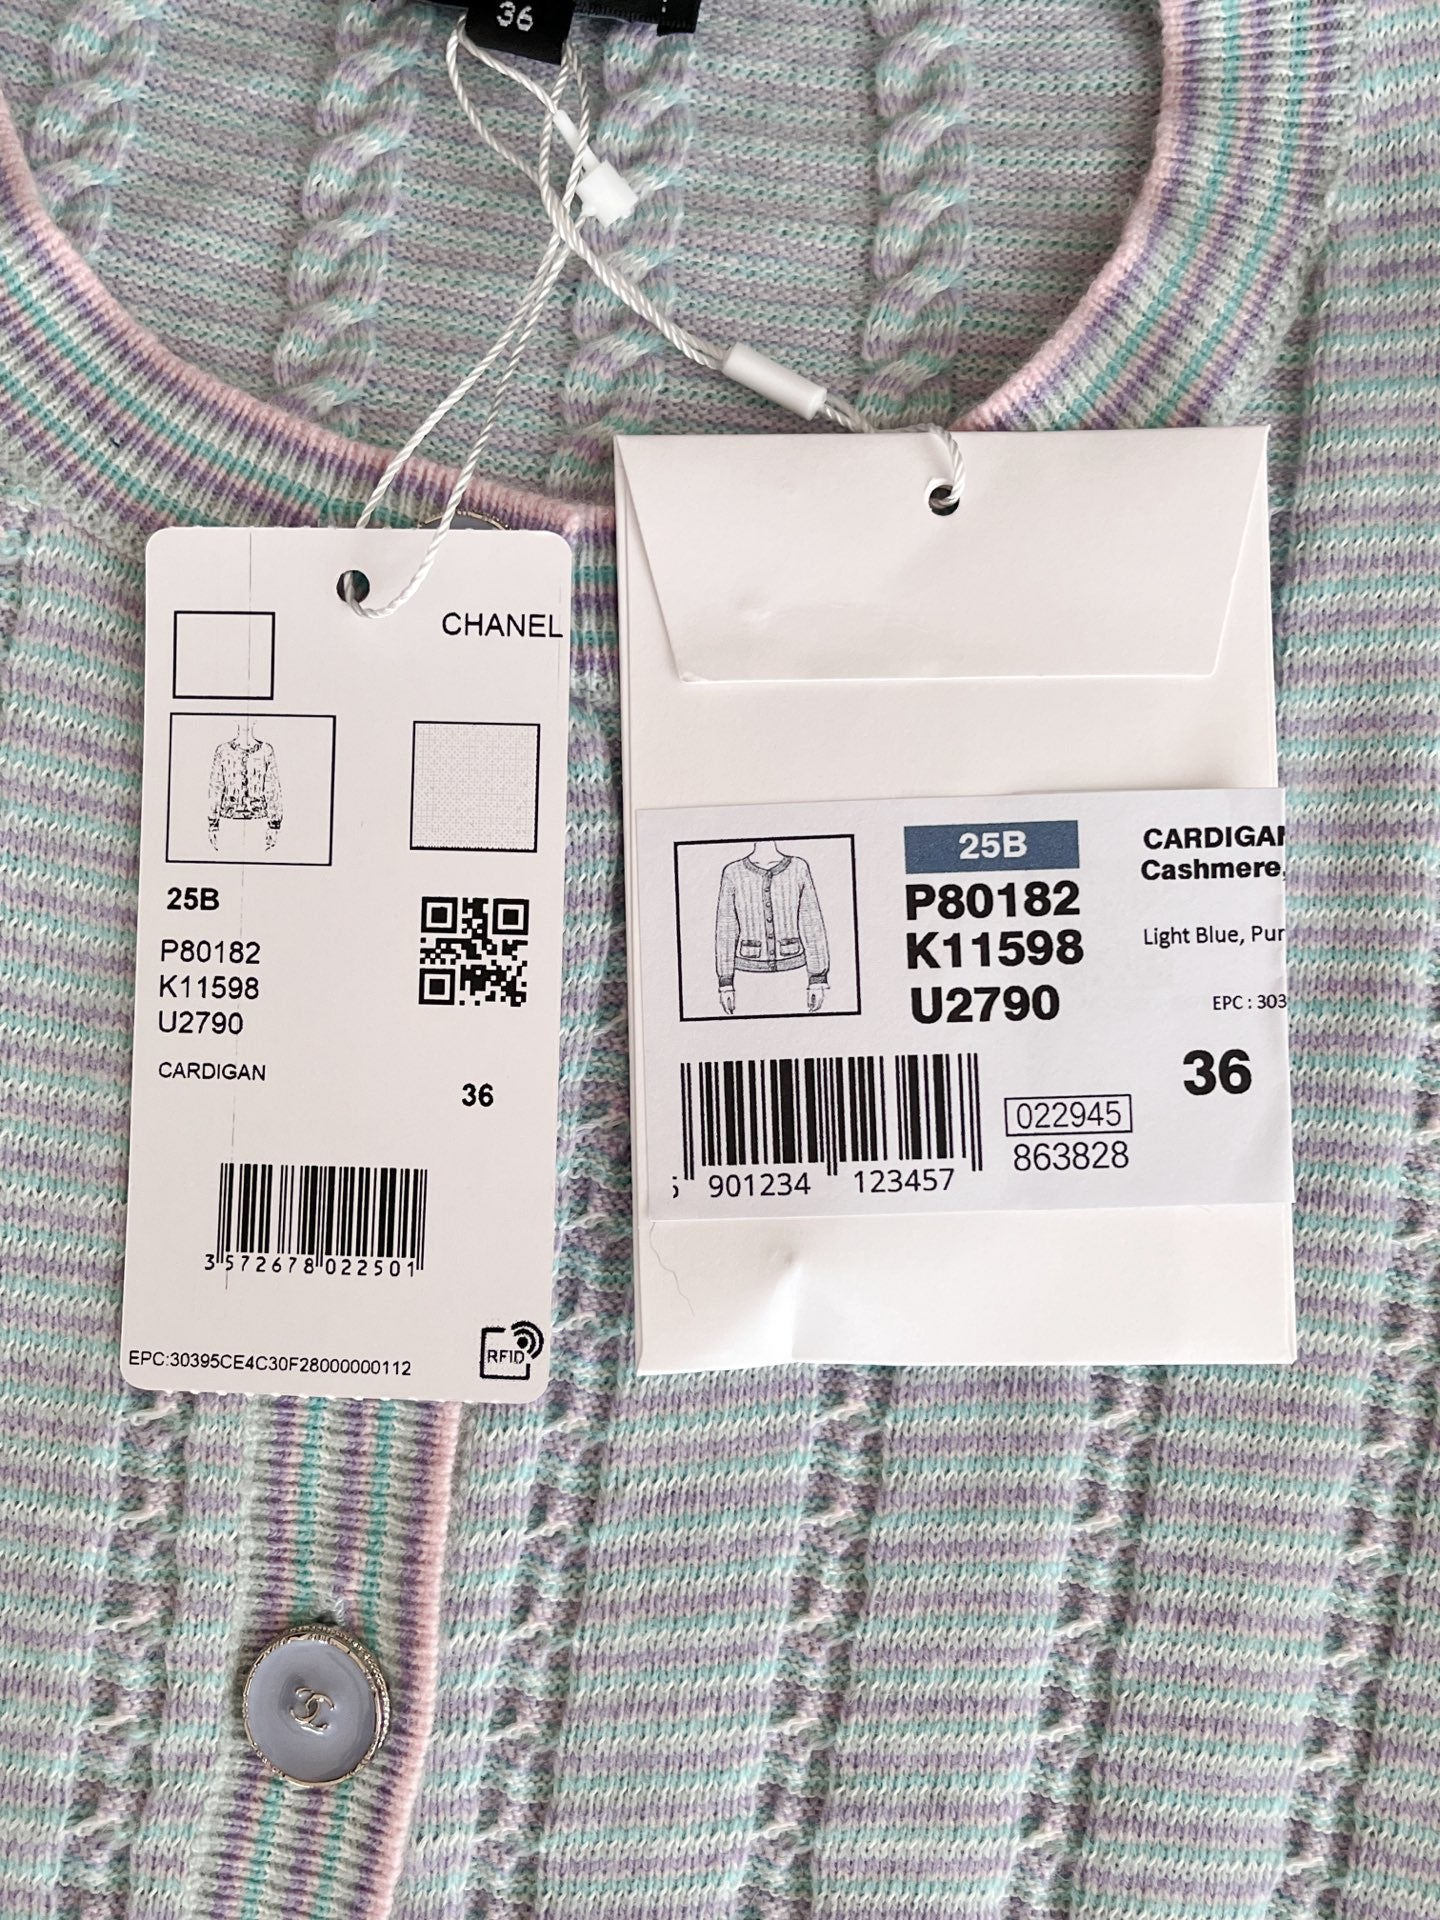 36
CHANEL
25B
P80182
K11598
U2790
CARDIGAN
36
3 572678 022501
EPC:30395CE4C30F28000000112
RFID
25B
P80182
K11598
U2790
CARDIGAN
Cashmere,
Light Blue, Pur
EPC : 303
36
901234 123457
022945
863828